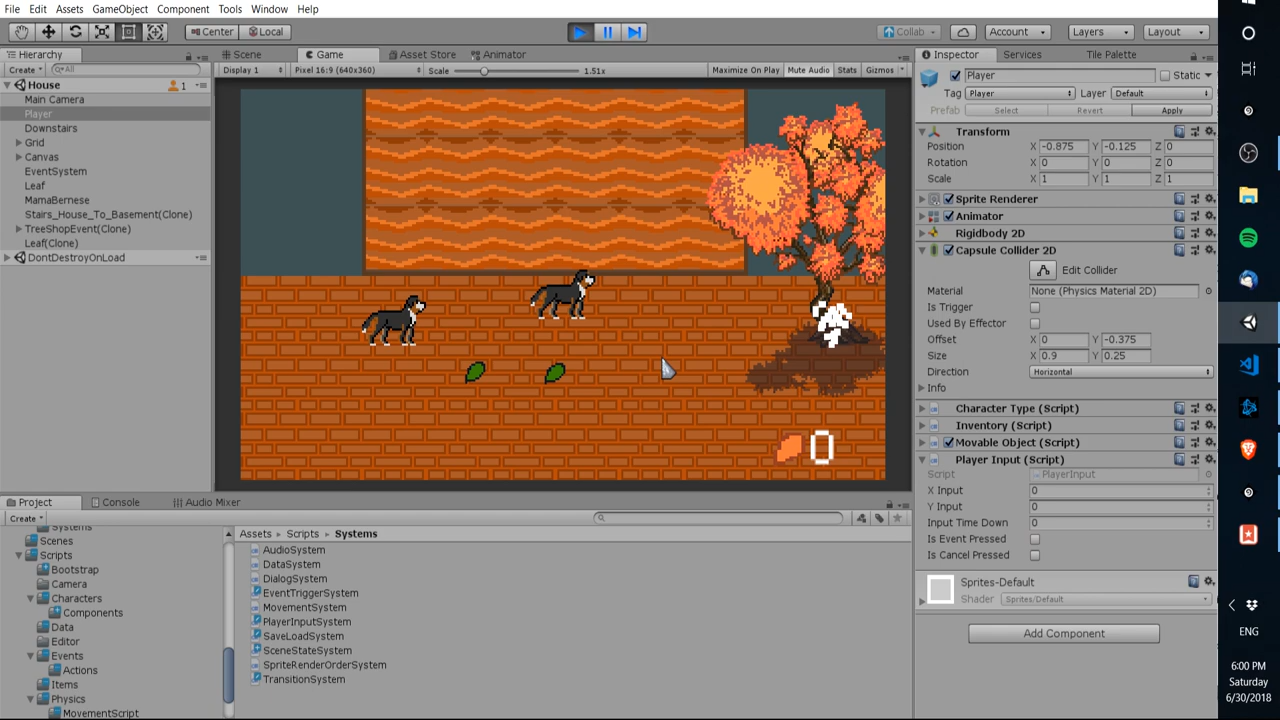 File Edit Assets GameObject Component Tools Window Help
Center Local Collab Account Layers Layout
Hierarchy
Create All
House 1
Main Camera
Player
Downstairs
Grid
Canvas
EventSystem
Leaf
MamaBernese
Stairs_House_To_Basement(Clone)
TreeShopEvent(Clone)
Leaf(Clone)
DontDestroyOnLoad
Scene Game Asset Store Animator
Display 1 Pixel 16:9 (640x360) Scale 1.51x Maximize On Play Mute Audio Stats Gizmos
0
Inspector Services Tile Palette
Player Static
Tag Player Layer Default
Prefab Select Revert Apply
Transform
Position X -0.875 Y -0.125 Z 0
Rotation X 0 Y 0 Z 0
Scale X 1 Y 1 Z 1
Sprite Renderer
Animator
Rigidbody 2D
Capsule Collider 2D
Edit Collider
Material None (Physics Material 2D)
Is Trigger
Used By Effector
Offset X 0 Y -0.375
Size X 0.9 Y 0.25
Direction Horizontal
Info
Character Type (Script)
Inventory (Script)
Movable Object (Script)
Player Input (Script)
Script PlayerInput
X Input 0
Y Input 0
Input Time Down 0
Is Event Pressed
Is Cancel Pressed
Sprites-Default
Shader Sprites/Default
Add Component
Project Console Audio Mixer
Create
Systems
Scenes
Scripts
Bootstrap
Camera
Characters
Components
Data
Editor
Events
Actions
Items
Physics
MovementScript
Assets Scripts Systems
AudioSystem
DataSystem
DialogSystem
EventTriggerSystem
MovementSystem
PlayerInputSystem
SaveLoadSystem
SceneStateSystem
SpriteRenderOrderSystem
TransitionSystem
ENG
6:00 PM
Saturday
6/30/2018